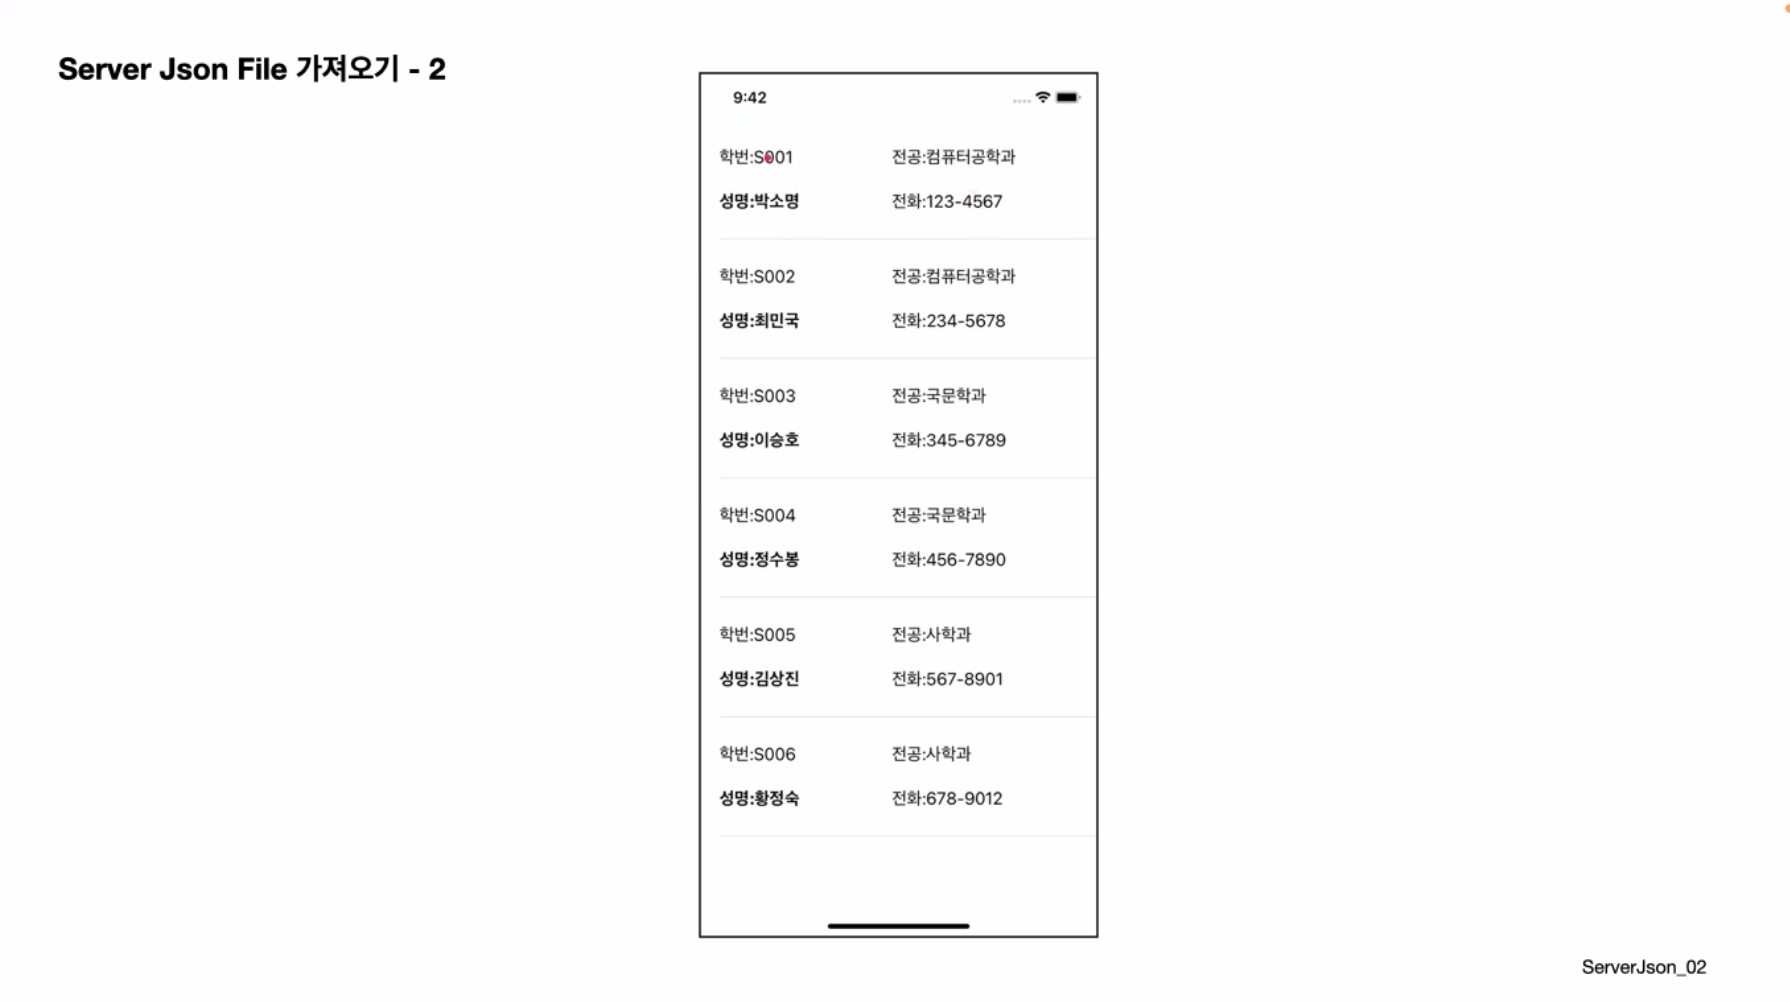 Server Json File 가져오기 - 2
9:42
학번:S001 전공:컴퓨터공학과
성명:박소명 전화:123-4567
학번:S002 전공:컴퓨터공학과
성명:최민국 전화:234-5678
학번:S003 전공:국문학과
성명:이승호 전화:345-6789
학번:S004 전공:국문학과
성명:정수봉 전화:456-7890
학번:S005 전공:사학과
성명:김상진 전화:567-8901
학번:S006 전공:사학과
성명:황정숙 전화:678-9012
ServerJson_02